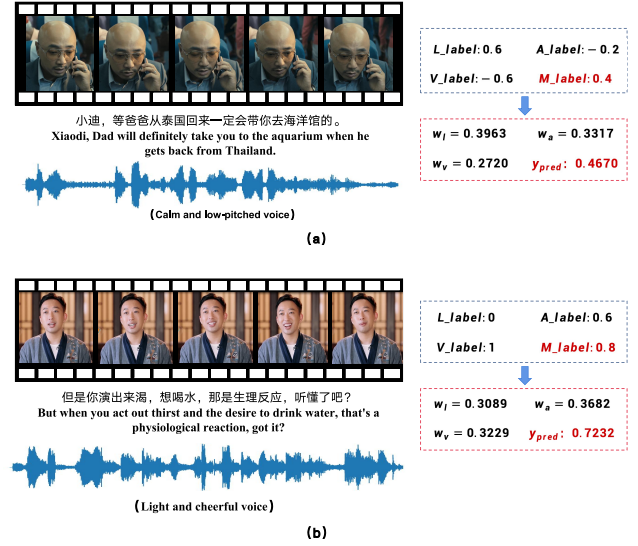 小迪，等爸爸从泰国回来一定会带你去海洋馆的。
Xiaodi, Dad will definitely take you to the aquarium when he
gets back from Thailand.
(Calm and low-pitched voice)
L_label: 0.6 A_label: − 0.2
V_label: − 0.6 M_label: 0.4
w_l = 0.3963 w_a = 0.3317
w_v = 0.2720 y_pred: 0.4670
(a)
但是你演出来渴，想喝水，那是生理反应，听懂了吧？
But when you act out thirst and the desire to drink water, that's a
physiological reaction, got it?
(Light and cheerful voice)
L_label: 0 A_label: 0.6
V_label: 1 M_label: 0.8
w_l = 0.3089 w_a = 0.3682
w_v = 0.3229 y_pred: 0.7232
(b)